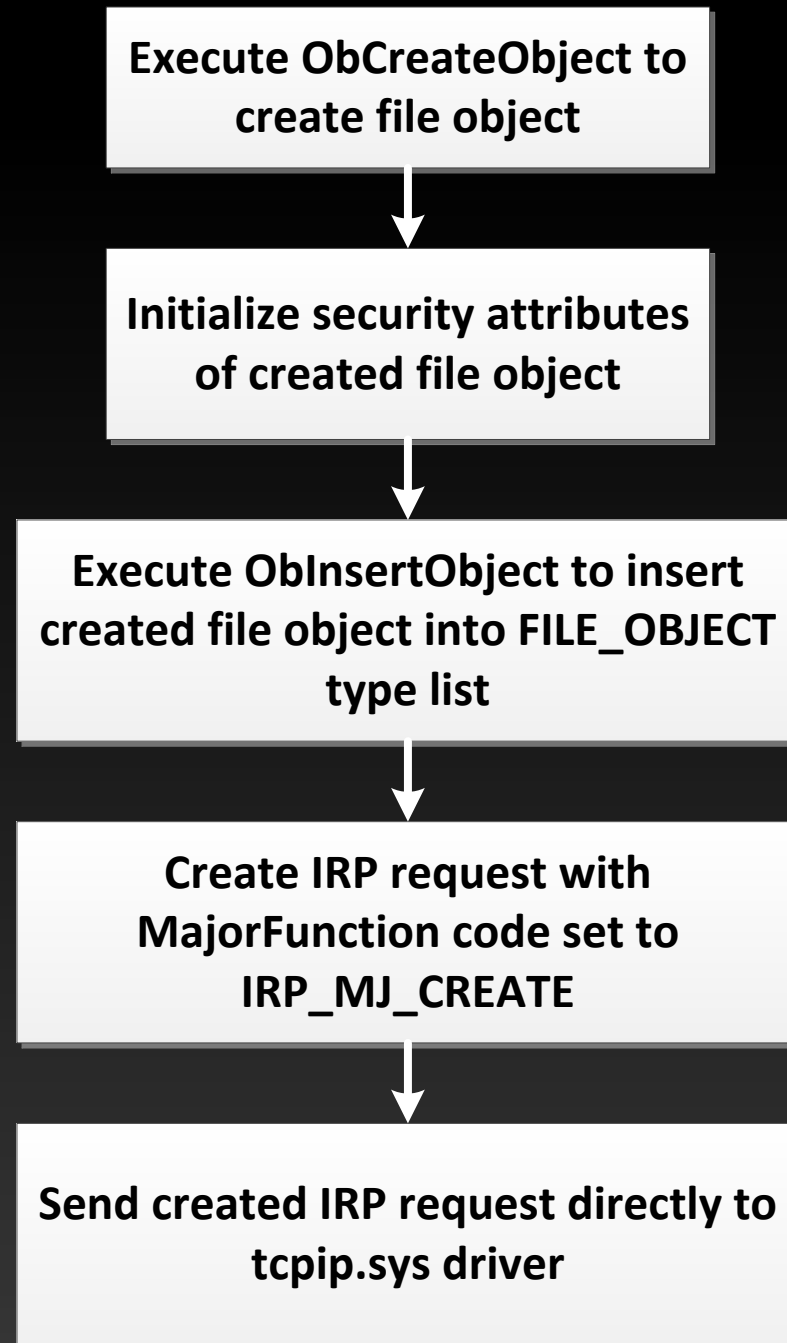 Execute ObCreateObject to
create file object
Initialize security attributes
of created file object
Execute ObInsertObject to insert
created file object into FILE_OBJECT
type list
Create IRP request with
MajorFunction code set to
IRP_MJ_CREATE
Send created IRP request directly to
tcpip.sys driver